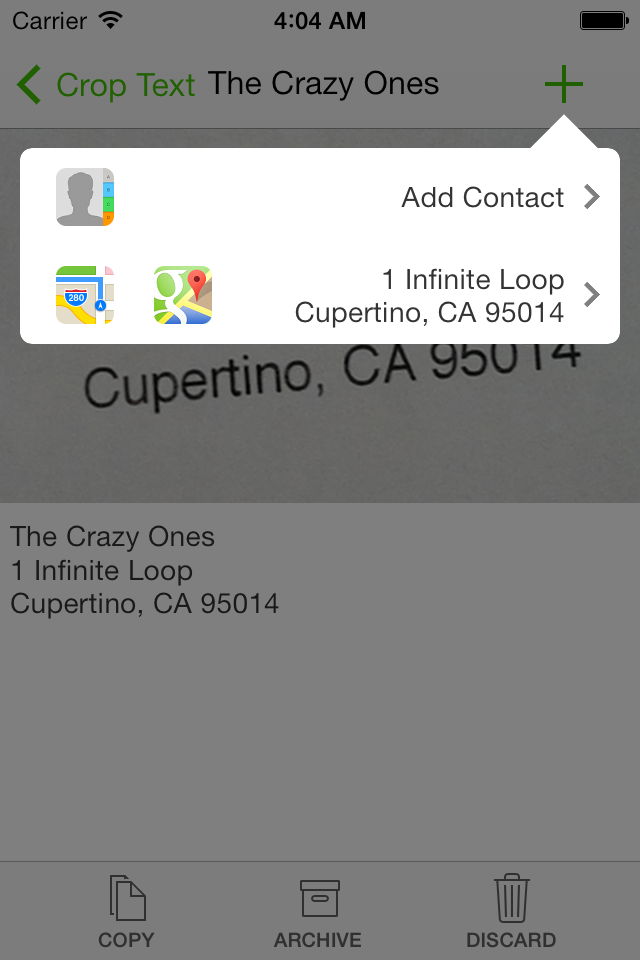 Carrier 4:04 AM
Crop Text The Crazy Ones
Add Contact
280
1 Infinite Loop
Cupertino, CA 95014
Cupertino, CA 95014
The Crazy Ones
1 Infinite Loop
Cupertino, CA 95014
COPY ARCHIVE DISCARD